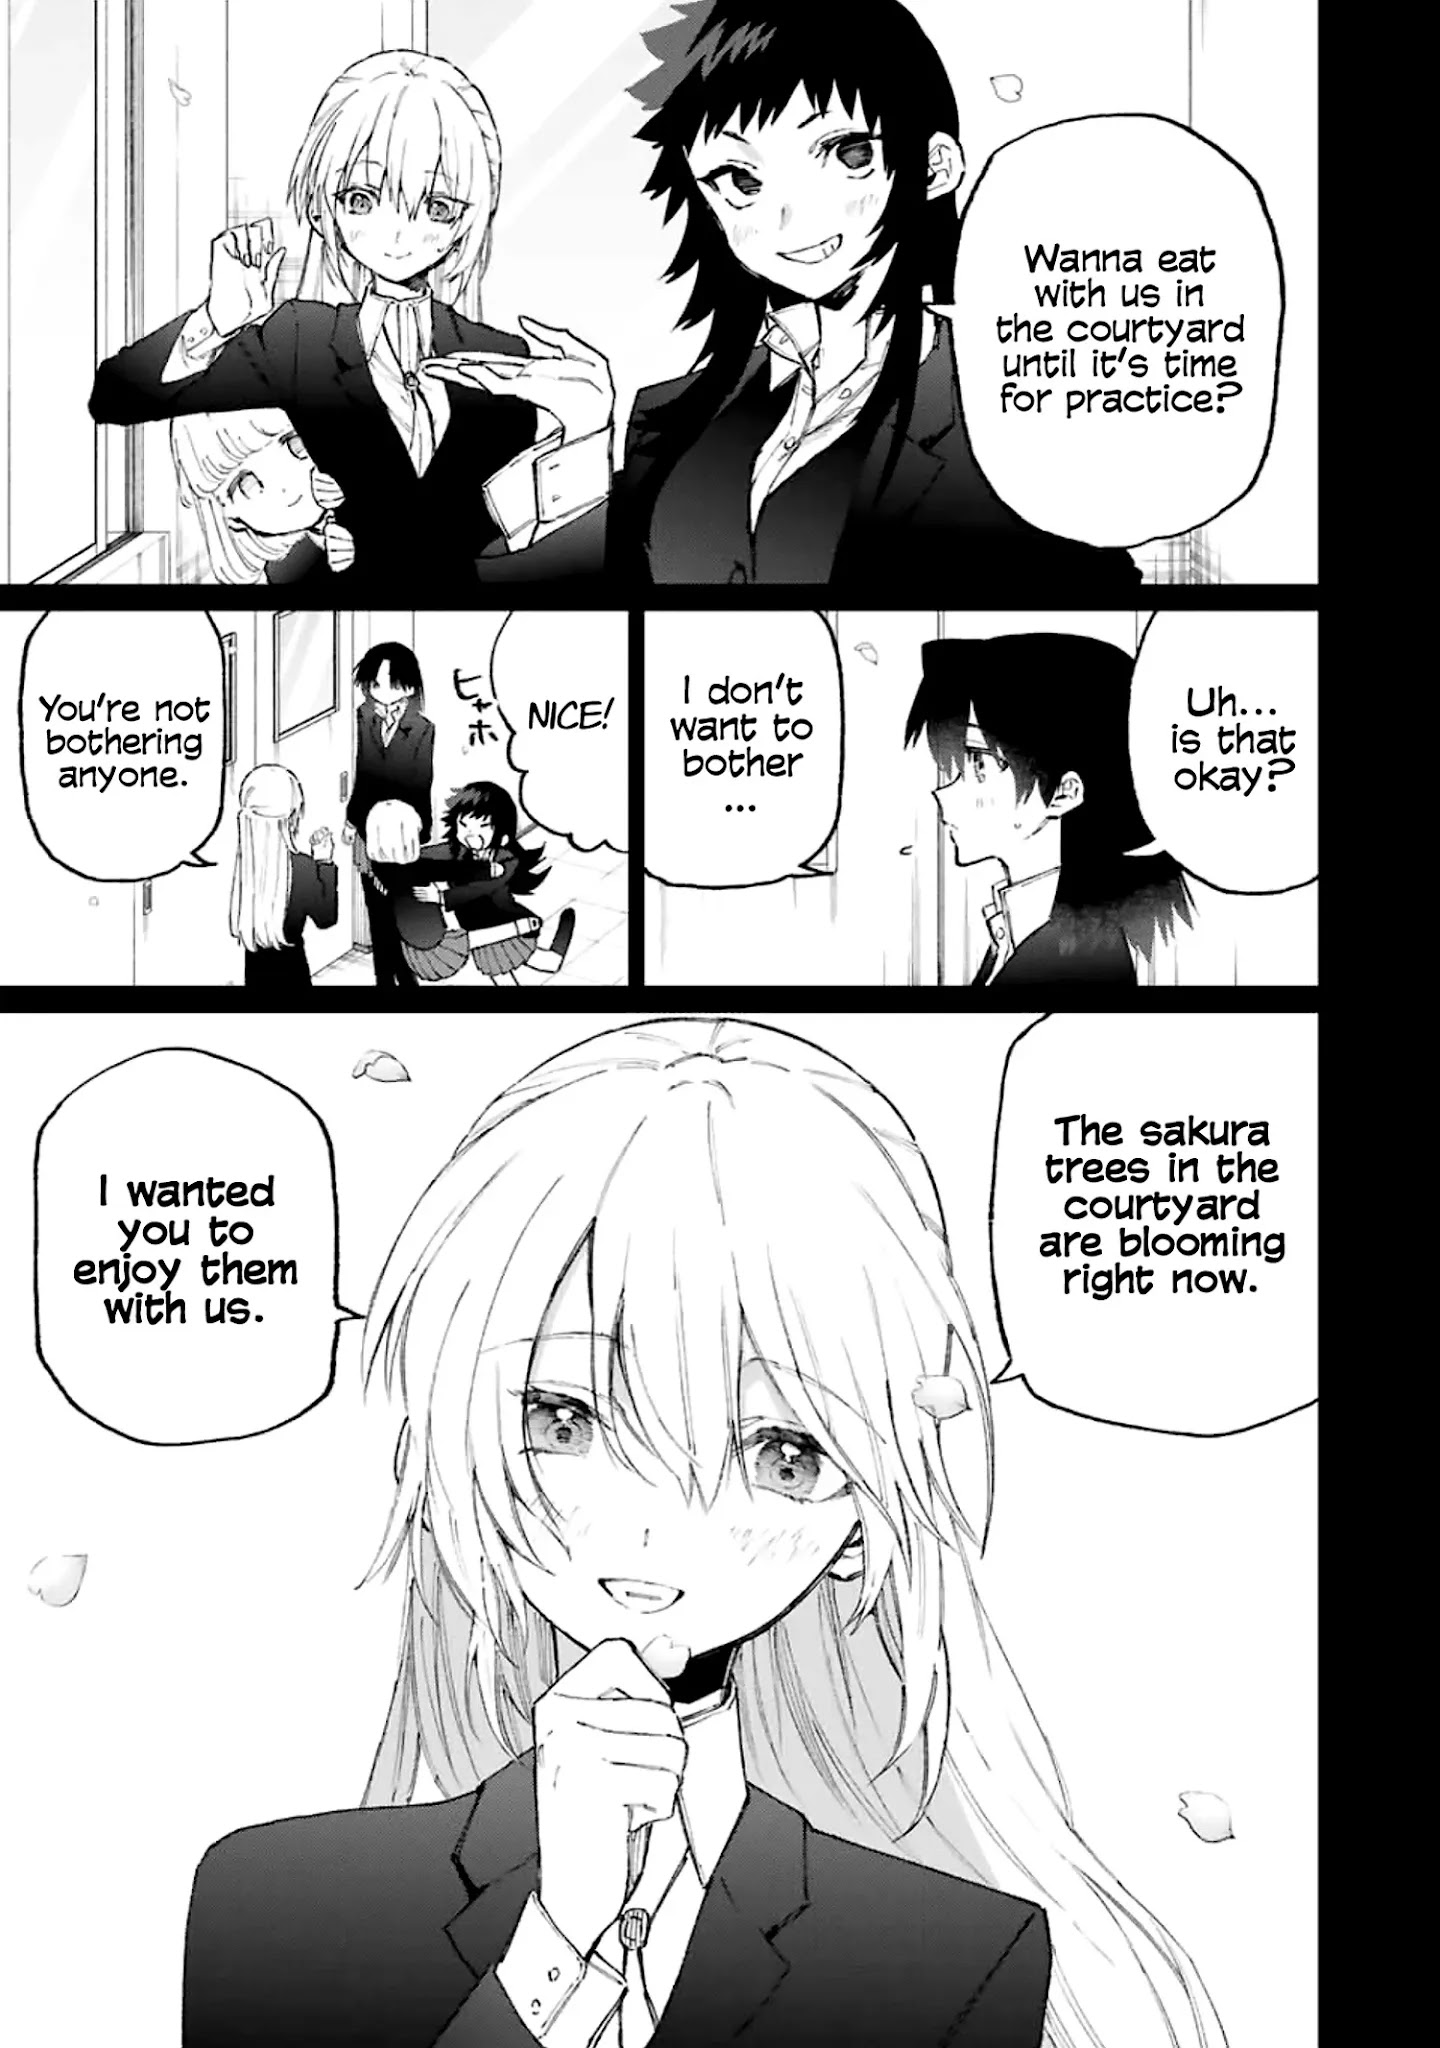 Wanna eat
with us in
the courtyard
until it's time
for practice?
Uh...
is that
okay?
I don't
want to
bother
...
NICE!
ヒャ
ホ
You're not
bothering
anyone.
The sakura
trees in the
courtyard
are blooming
right now.
I wanted
you to
enjoy them
with us.